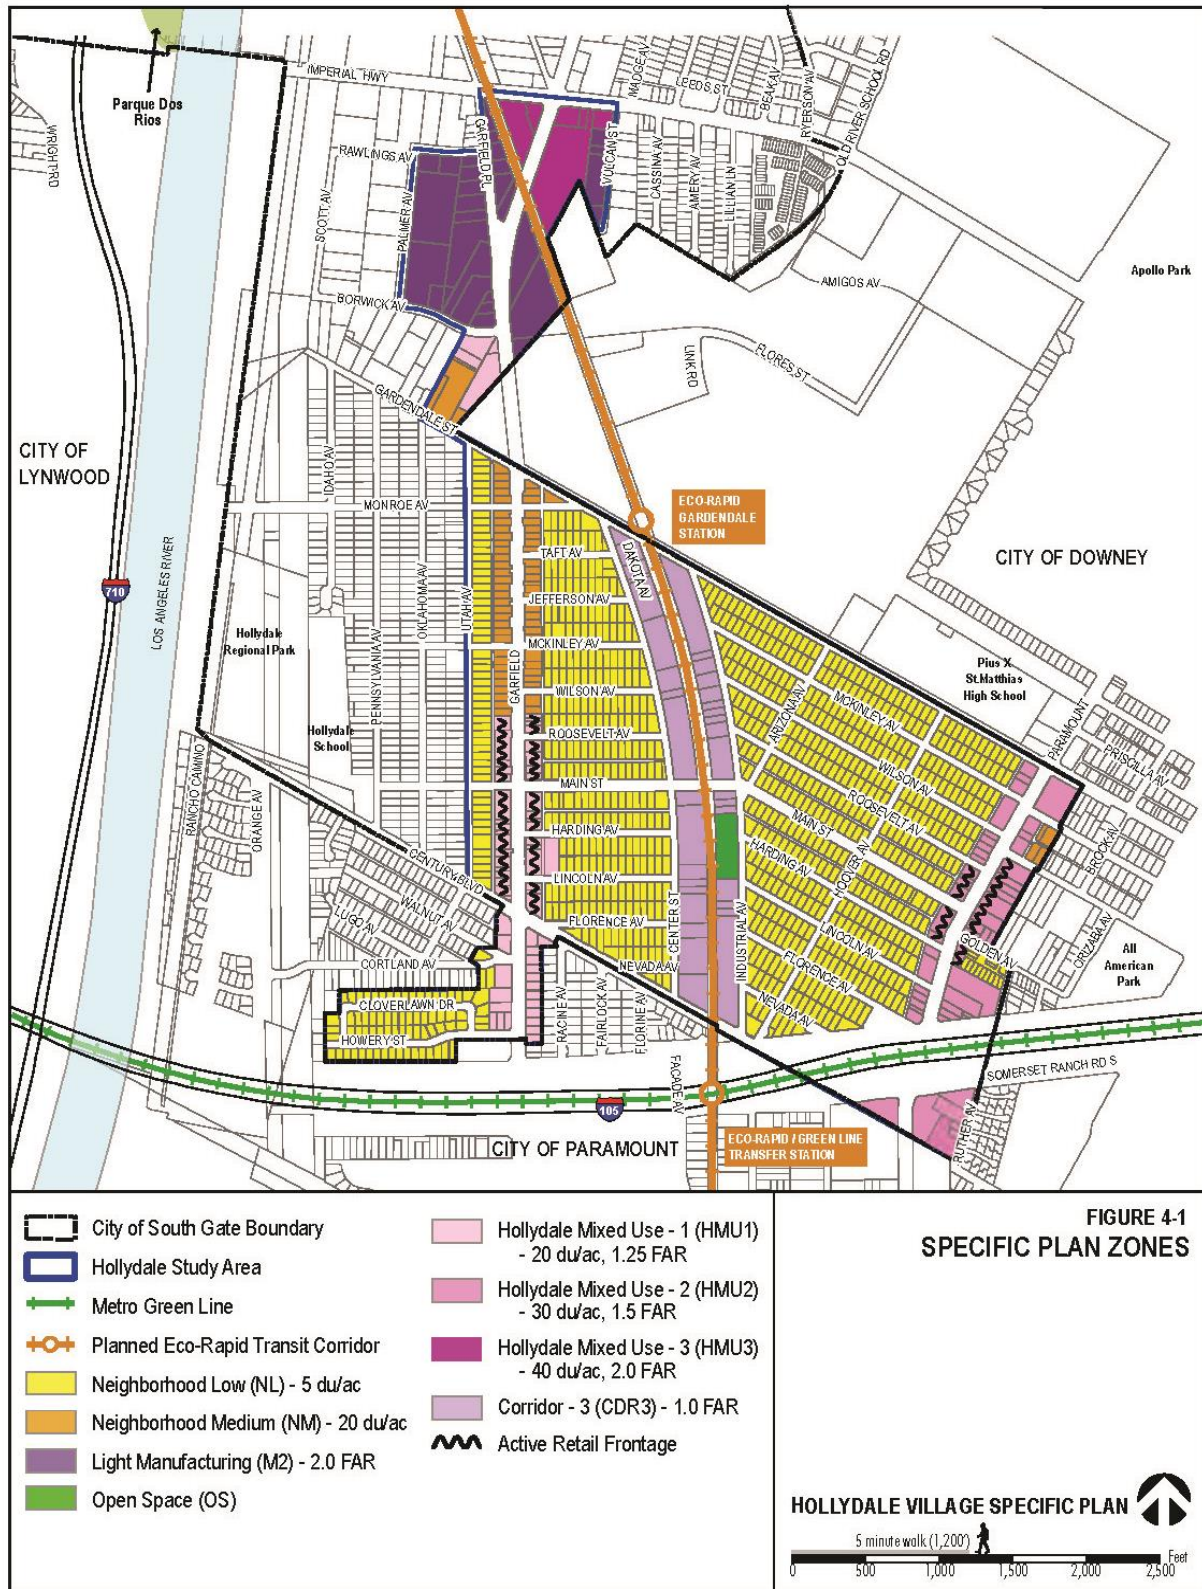 IMPERIAL HWY
MADGE AV
LEEDS ST
BEAK AV
RYERSON AV
OLD RIVER SCHOOL RD
Parque Dos
Rios
WRIGHT RD
RAWLINGS AV
GARFIELD PL
VULCAN ST
CASSINA AV
AMERY AV
LILLIAN LN
SCOTT AV
PALMER AV
Apollo Park
AMIGOS AV
BORWICK AV
LINK RD
FLORES ST
GARDENDALE ST
CITY OF
LYNWOOD
IDAHO AV
MONROE AV
ECO-RAPID
GARDENDALE
STATION
CITY OF DOWNEY
LOS ANGELES RIVER
710
TAFT AV
DAKOTA AV
OKLAHOMA AV
UTAH AV
JEFFERSON AV
Hollydale
Regional Park
MCKINLEY AV
PENNSYLVANIA AV
GARFIELD
WILSON AV
ARIZONA AV
MCKINLEY AV
Pius X
St.Matthias
High School
PARAMOUNT
PRISCILLA AV
Hollydale
School
ROOSEVELT AV
WILSON AV
RANCHO CAMINO
ORANGE AV
MAIN ST
ROOSEVELT AV
MAIN ST
HARDING AV
HARDING AV
HOOVER AV
BROCK AV
CENTURY BLVD
LINCOLN AV
WALNUT AV
LUGO AV
FLORENCE AV
CENTER ST
INDUSTRIAL AV
LINCOLN AV
GOLDEN AV
ORIZABA AV
All
American
Park
CORTLAND AV
NEVADA AV
FLORENCE AV
NEVADA AV
CLOVERLAWN DR
HOWERY ST
RACINE AV
FAIRLOCK AV
FLORINE AV
FACADE AV
SOMERSET RANCH RD S
105
CITY OF PARAMOUNT
ECO-RAPID / GREEN LINE
TRANSFER STATION
RUTHER AV
City of South Gate Boundary
Hollydale Study Area
Metro Green Line
Planned Eco-Rapid Transit Corridor
Neighborhood Low (NL) - 5 du/ac
Neighborhood Medium (NM) - 20 du/ac
Light Manufacturing (M2) - 2.0 FAR
Open Space (OS)
Hollydale Mixed Use - 1 (HMU1)
- 20 du/ac, 1.25 FAR
Hollydale Mixed Use - 2 (HMU2)
- 30 du/ac, 1.5 FAR
Hollydale Mixed Use - 3 (HMU3)
- 40 du/ac, 2.0 FAR
Corridor - 3 (CDR3) - 1.0 FAR
Active Retail Frontage
FIGURE 4-1
SPECIFIC PLAN ZONES
HOLLYDALE VILLAGE SPECIFIC PLAN
5 minute walk (1,200')
Feet
0 500 1,000 1,500 2,000 2,500